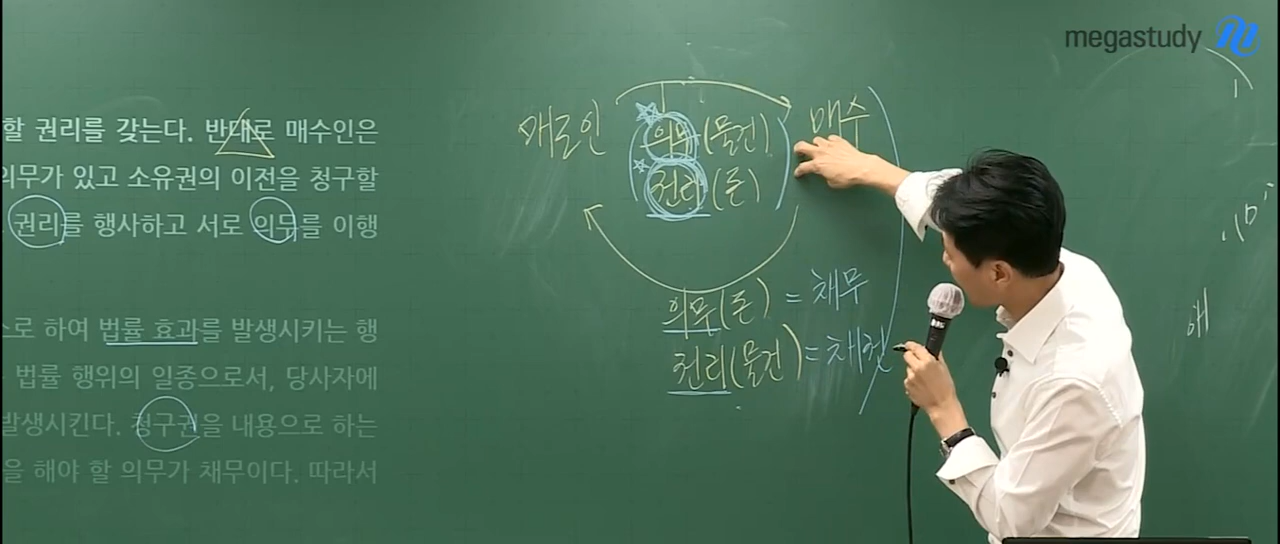 megastudy
할 권리를 갖는다. 반대로 매수인은
의무가 있고 소유권의 이전을 청구할
권리를 행사하고 서로 의무를 이행
로 하여 법률 효과를 발생시키는 행
법률 행위의 일종으로서, 당사자에
발생시킨다. 청구권을 내용으로 하는
을 해야 할 의무가 채무이다. 따라서
매도인 의무(물건) 매수
권리(돈)
의무(돈) = 채무
권리(물건) = 채권